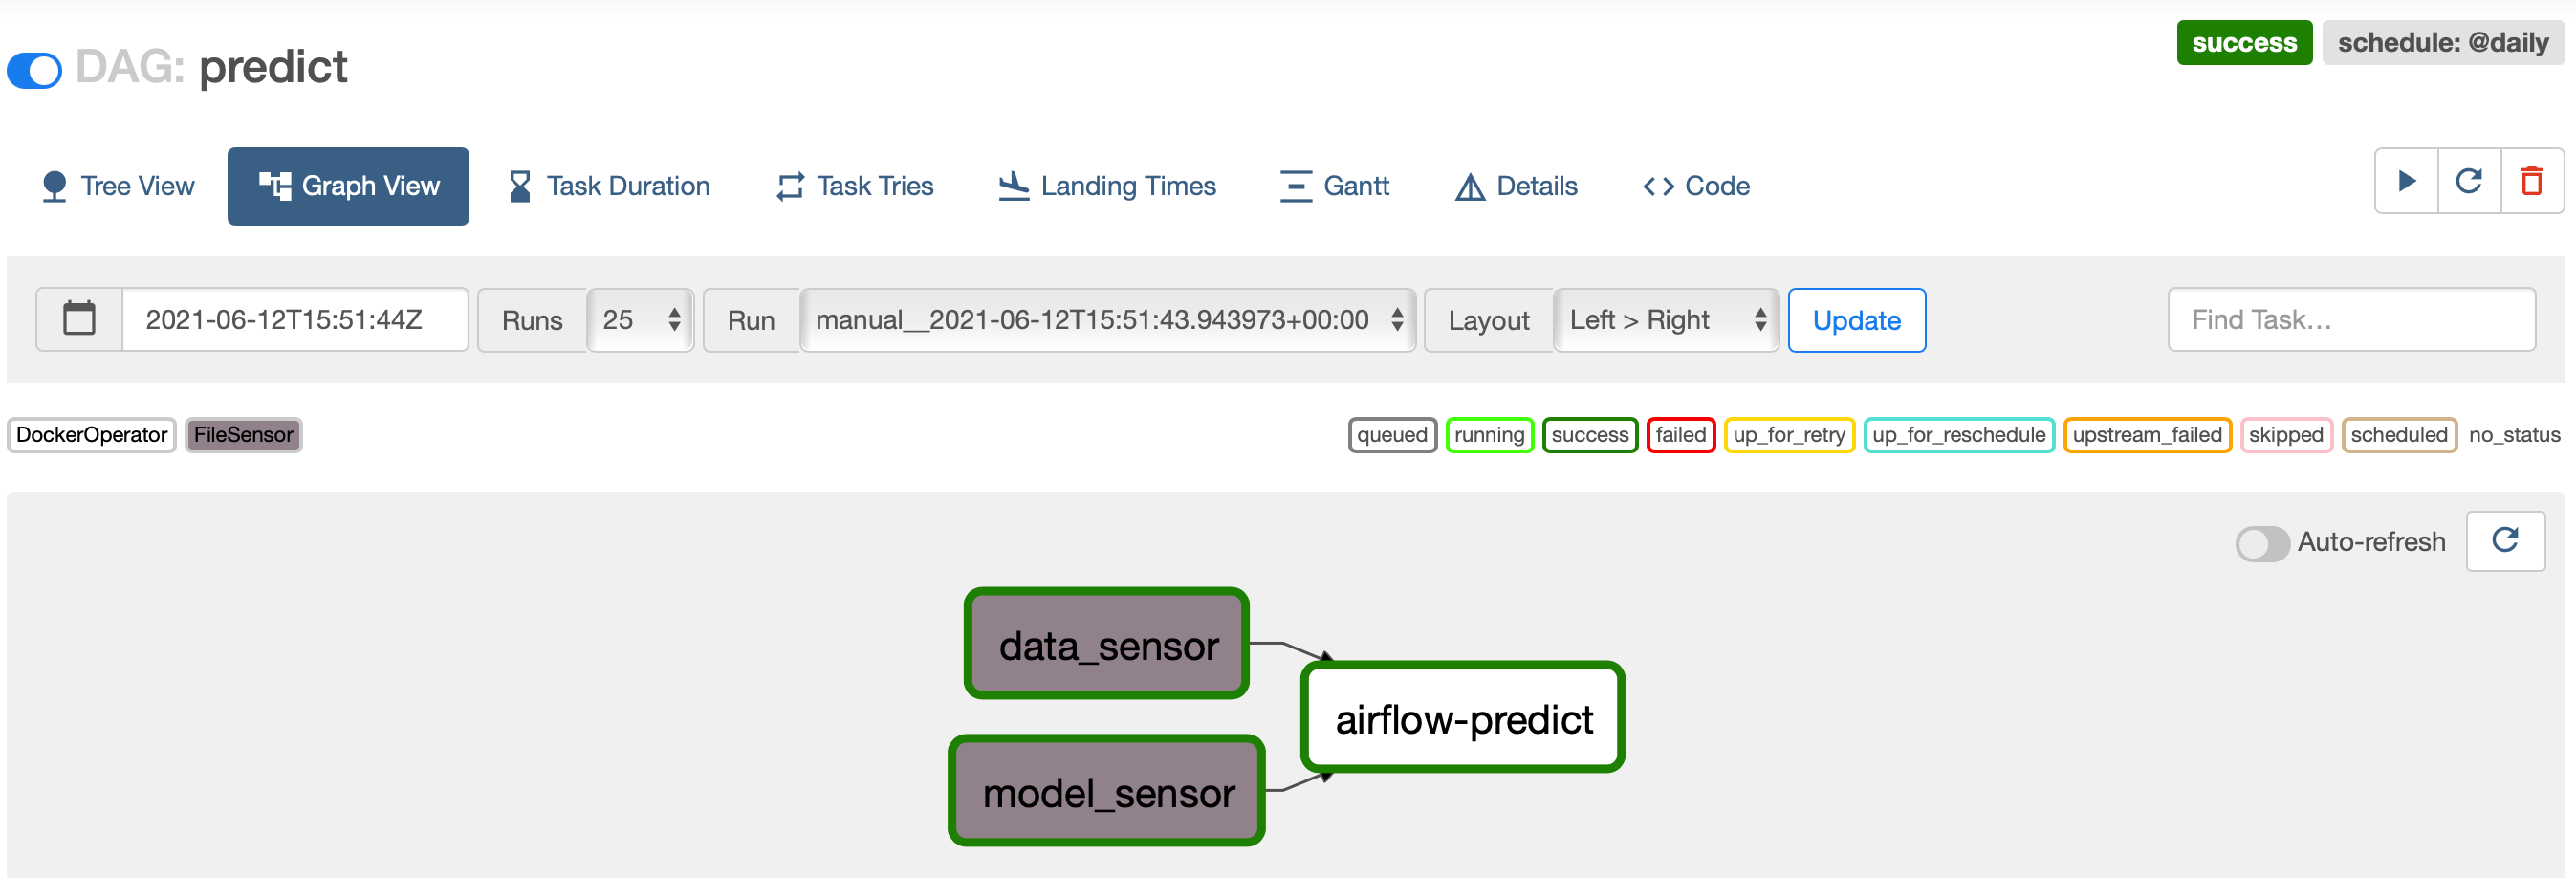 DAG: predict
success schedule: @daily
Tree View Graph View Task Duration Task Tries Landing Times Gantt Details Code
2021-06-12T15:51:44Z Runs 25 Run manual__2021-06-12T15:51:43.943973+00:00 Layout Left > Right Update Find Task...
DockerOperator FileSensor queued running success failed up_for_retry up_for_reschedule upstream_failed skipped scheduled no_status
Auto-refresh
data_sensor
airflow-predict
model_sensor